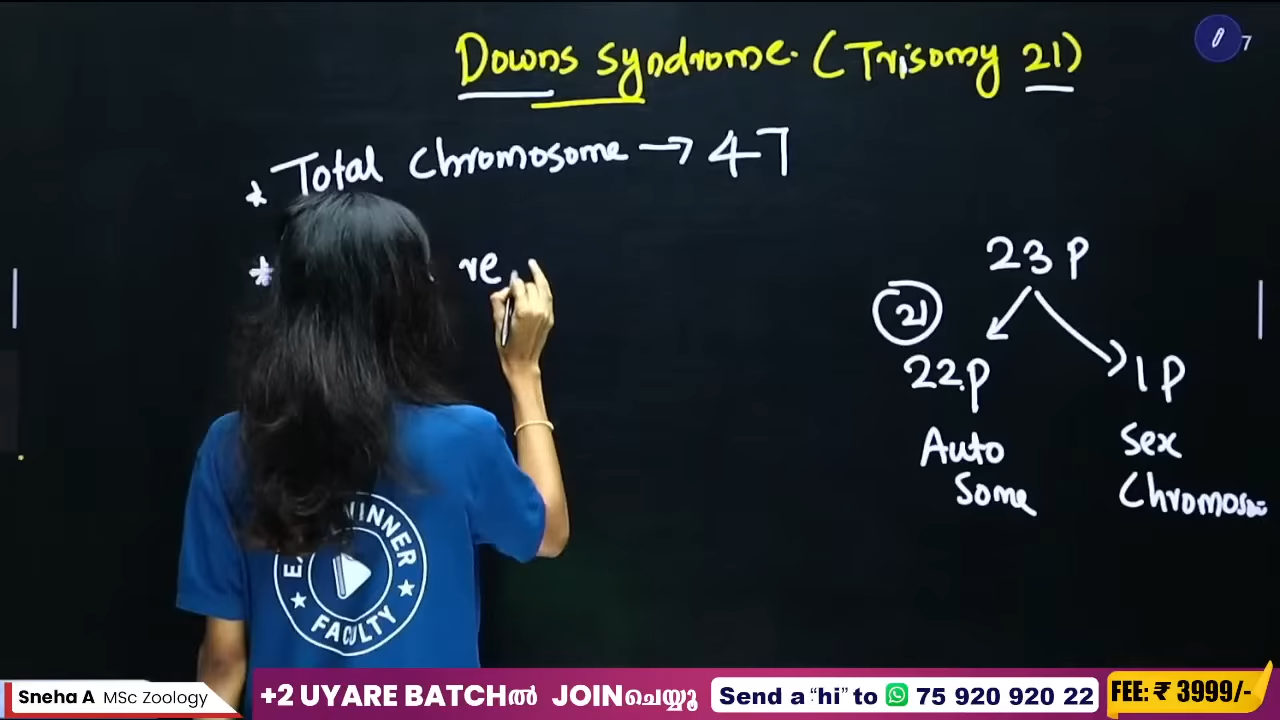 Downs syndrome. (Trisomy 21)
7
* Total Chromosome → 47
* re
23 P
21
22 P
1 P
Auto
Some
Sex
Chromoso
WINNER
FACULTY
Sneha A MSc Zoology
+2 UYARE BATCHൽ JOINചെയ്യൂ
Send a "hi" to 75 920 920 22
FEE: ₹ 3999/-